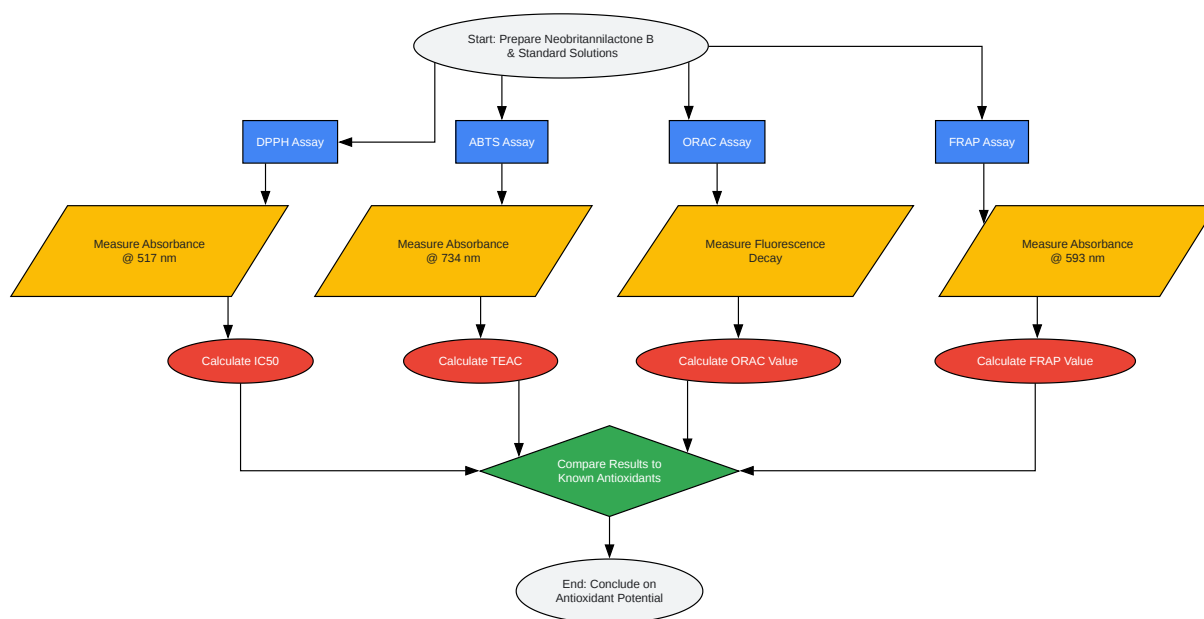 Start: Prepare Neobritannilactone B
& Standard Solutions
DPPH Assay
ABTS Assay
ORAC Assay
FRAP Assay
Measure Absorbance
@ 517 nm
Measure Absorbance
@ 734 nm
Measure Fluorescence
Decay
Measure Absorbance
@ 593 nm
Calculate IC50
Calculate TEAC
Calculate ORAC Value
Calculate FRAP Value
Compare Results to
Known Antioxidants
End: Conclude on
Antioxidant Potential